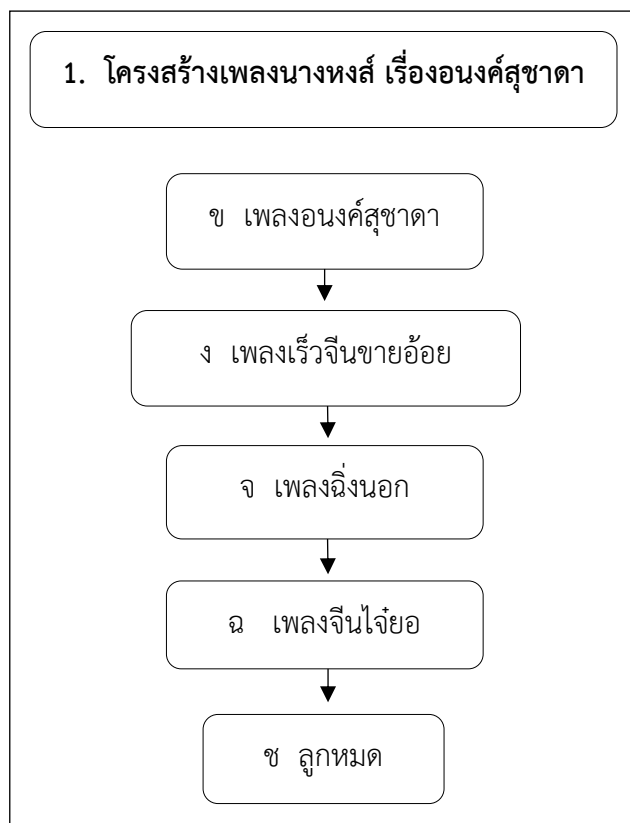 1. โครงสร้างเพลงนางหงส์ เรื่องอนงค์สุชาดา
ข เพลงอนงค์สุชาดา
ง เพลงเร็วจีนขายอ้อย
จ เพลงฉิ่งนอก
ฉ เพลงจีนไจ๋ยอ
ช ลูกหมด